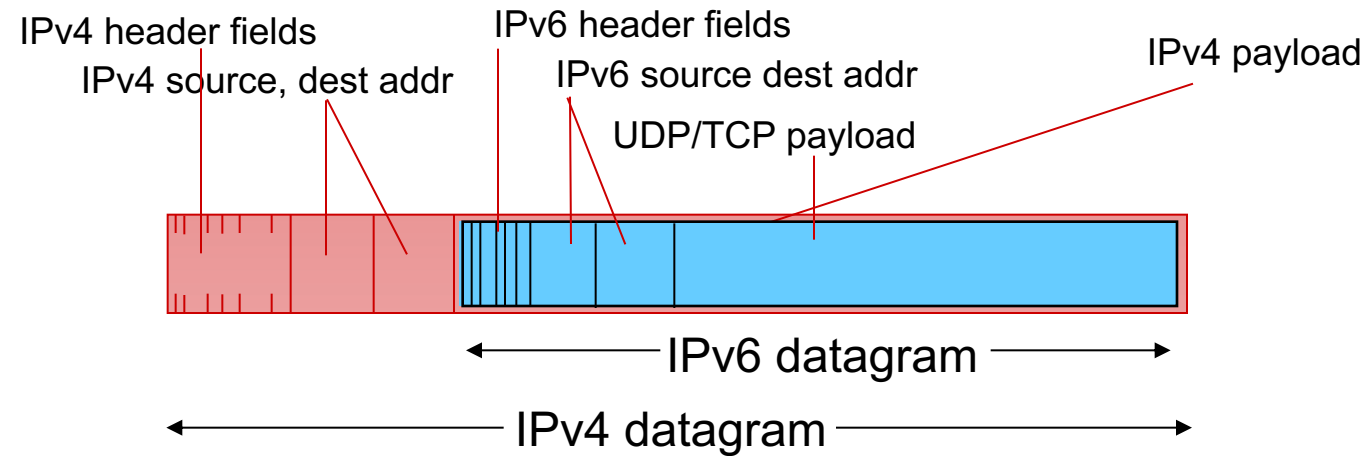 IPv4 header fields
IPv6 header fields
IPv4 payload
IPv4 source, dest addr
IPv6 source dest addr
UDP/TCP payload
IPv6 datagram
IPv4 datagram